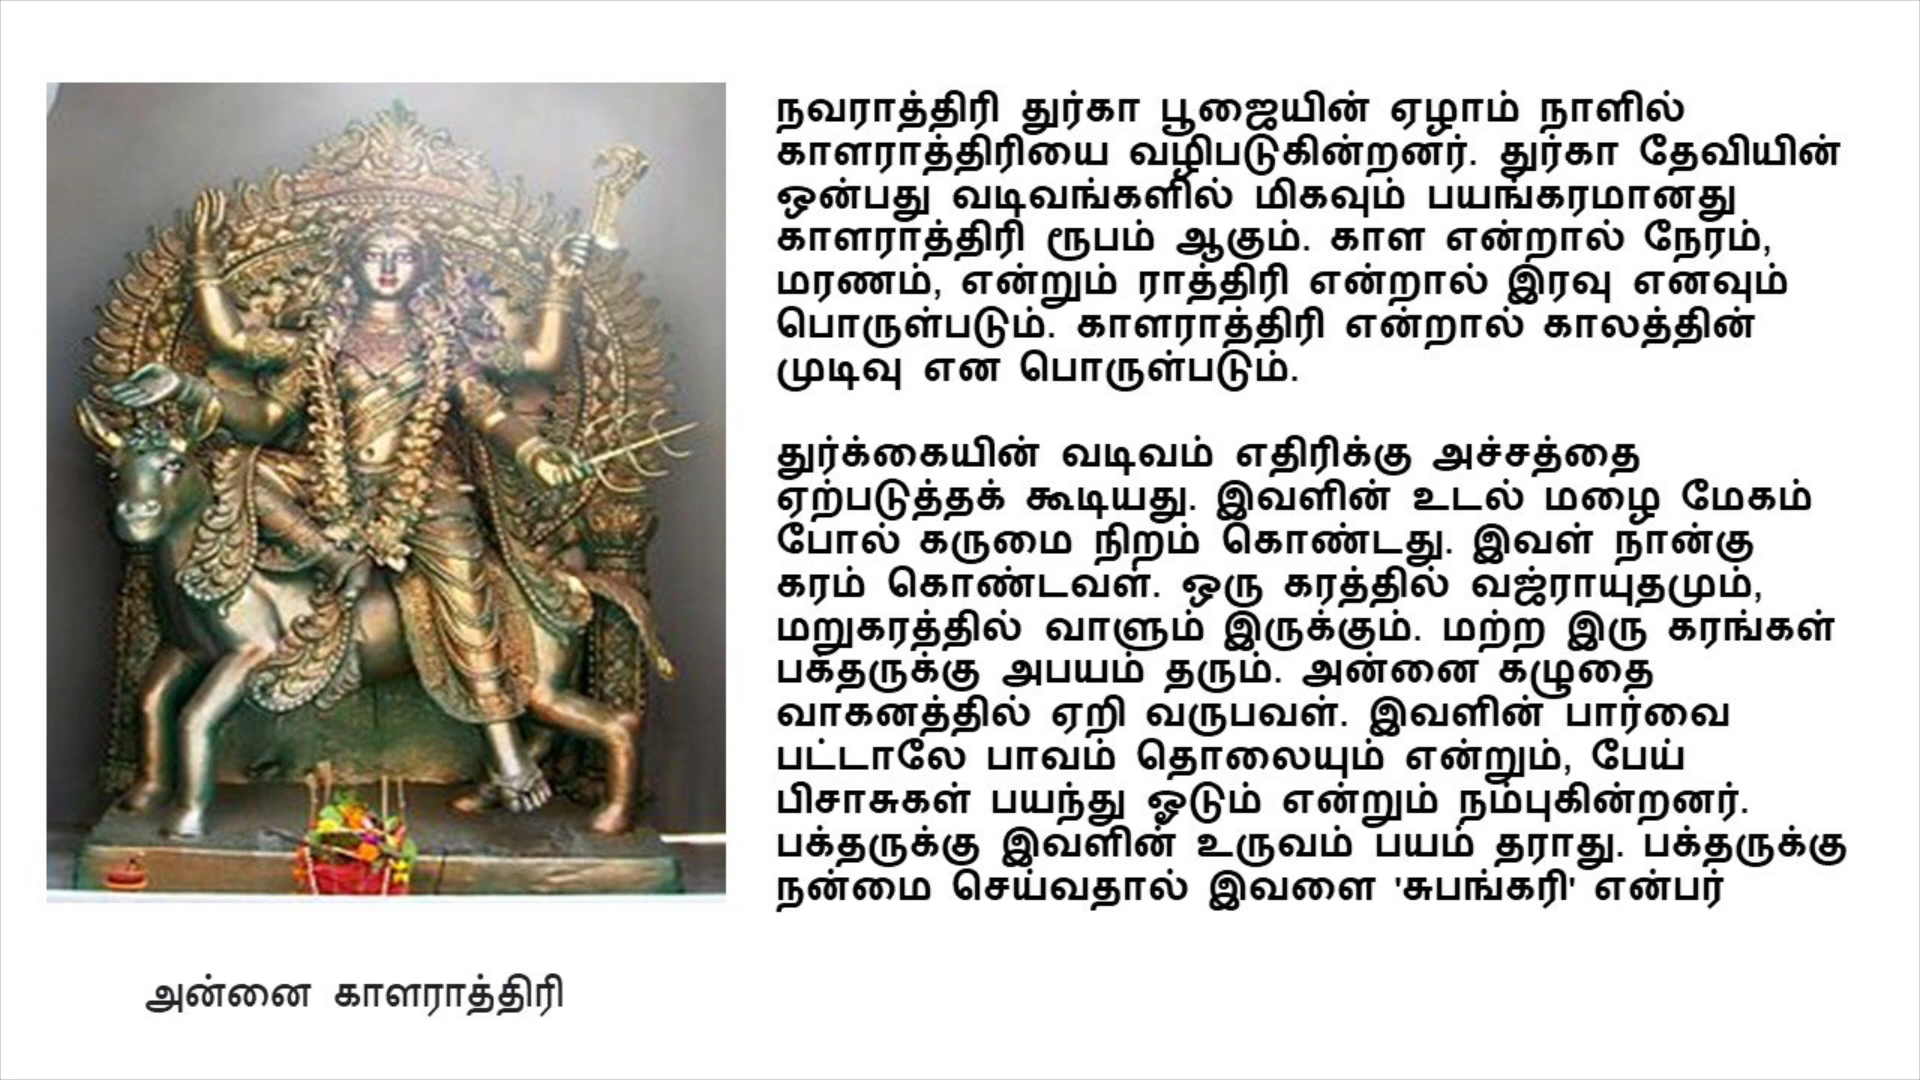 நவராத்திரி துர்கா பூஜையின் ஏழாம் நாளில்
காளராத்திரியை வழிபடுகின்றனர். துர்கா தேவியின்
ஒன்பது வடிவங்களில் மிகவும் பயங்கரமானது
காளராத்திரி ரூபம் ஆகும். காள என்றால் நேரம்,
மரணம், என்றும் ராத்திரி என்றால் இரவு எனவும்
பொருள்படும். காளராத்திரி என்றால் காலத்தின்
முடிவு என பொருள்படும்.
துர்க்கையின் வடிவம் எதிரிக்கு அச்சத்தை
ஏற்படுத்தக் கூடியது. இவளின் உடல் மழை மேகம்
போல் கருமை நிறம் கொண்டது. இவள் நான்கு
கரம் கொண்டவள். ஒரு கரத்தில் வஜ்ராயுதமும்,
மறுகரத்தில் வாளும் இருக்கும். மற்ற இரு கரங்கள்
பக்தருக்கு அபயம் தரும். அன்னை கழுதை
வாகனத்தில் ஏறி வருபவள். இவளின் பார்வை
பட்டாலே பாவம் தொலையும் என்றும், பேய்
பிசாசுகள் பயந்து ஓடும் என்றும் நம்புகின்றனர்.
பக்தருக்கு இவளின் உருவம் பயம் தராது. பக்தருக்கு
நன்மை செய்வதால் இவளை 'சுபங்கரி' என்பர்
அன்னை காளராத்திரி